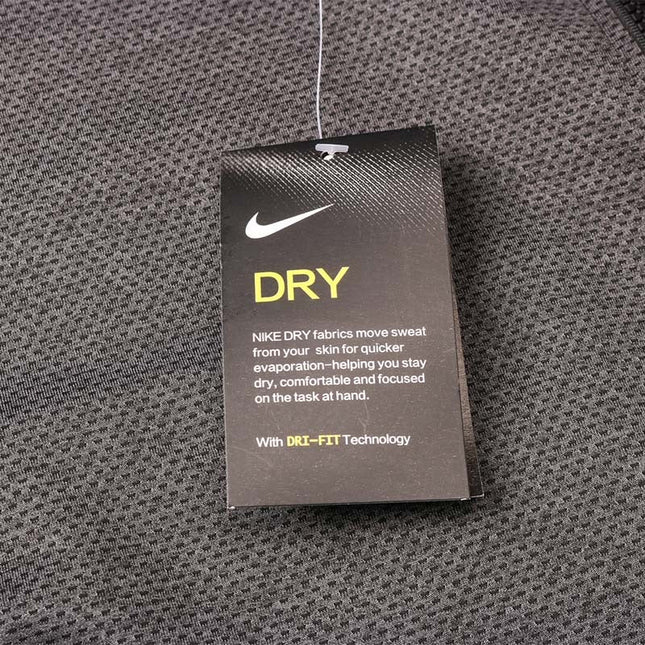 DRY
NIKE DRY fabrics move sweat
from your skin for quicker
evaporation–helping you stay
dry, comfortable and focused
on the task at hand.
With DRI–FIT Technology